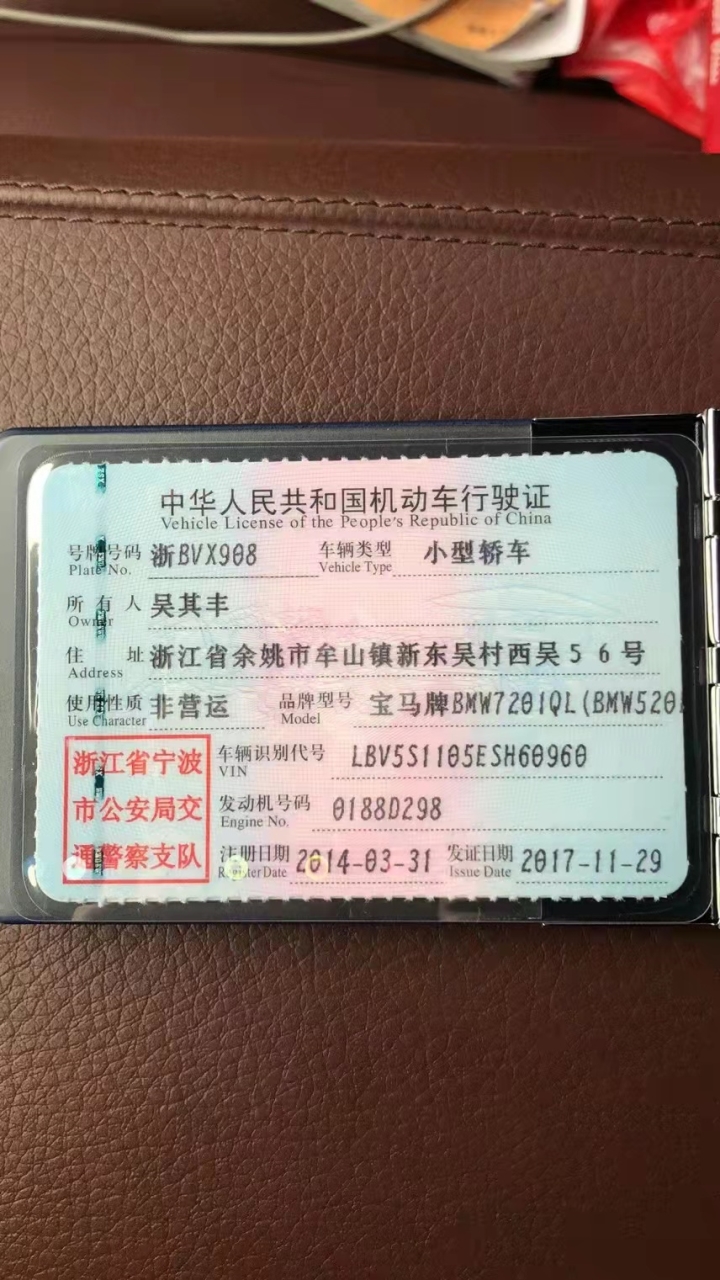 中华人民共和国机动车行驶证
Vehicle License of the People's Republic of China
号牌号码 浙BVX908 车辆类型 小型轿车
Plate No. Vehicle Type
所有人 吴其丰
Owner
住址 浙江省余姚市牟山镇新东吴村西吴56号
Address
使用性质 非营运 品牌型号 宝马牌BMW7201QL(BMW520
Use Character Model
浙江省宁波
市公安局交
通警察支队
车辆识别代号 LBV5S1105ESH60960
VIN
发动机号码 0188D298
Engine No.
注册日期 2014-03-31 发证日期 2017-11-29
Register Date Issue Date